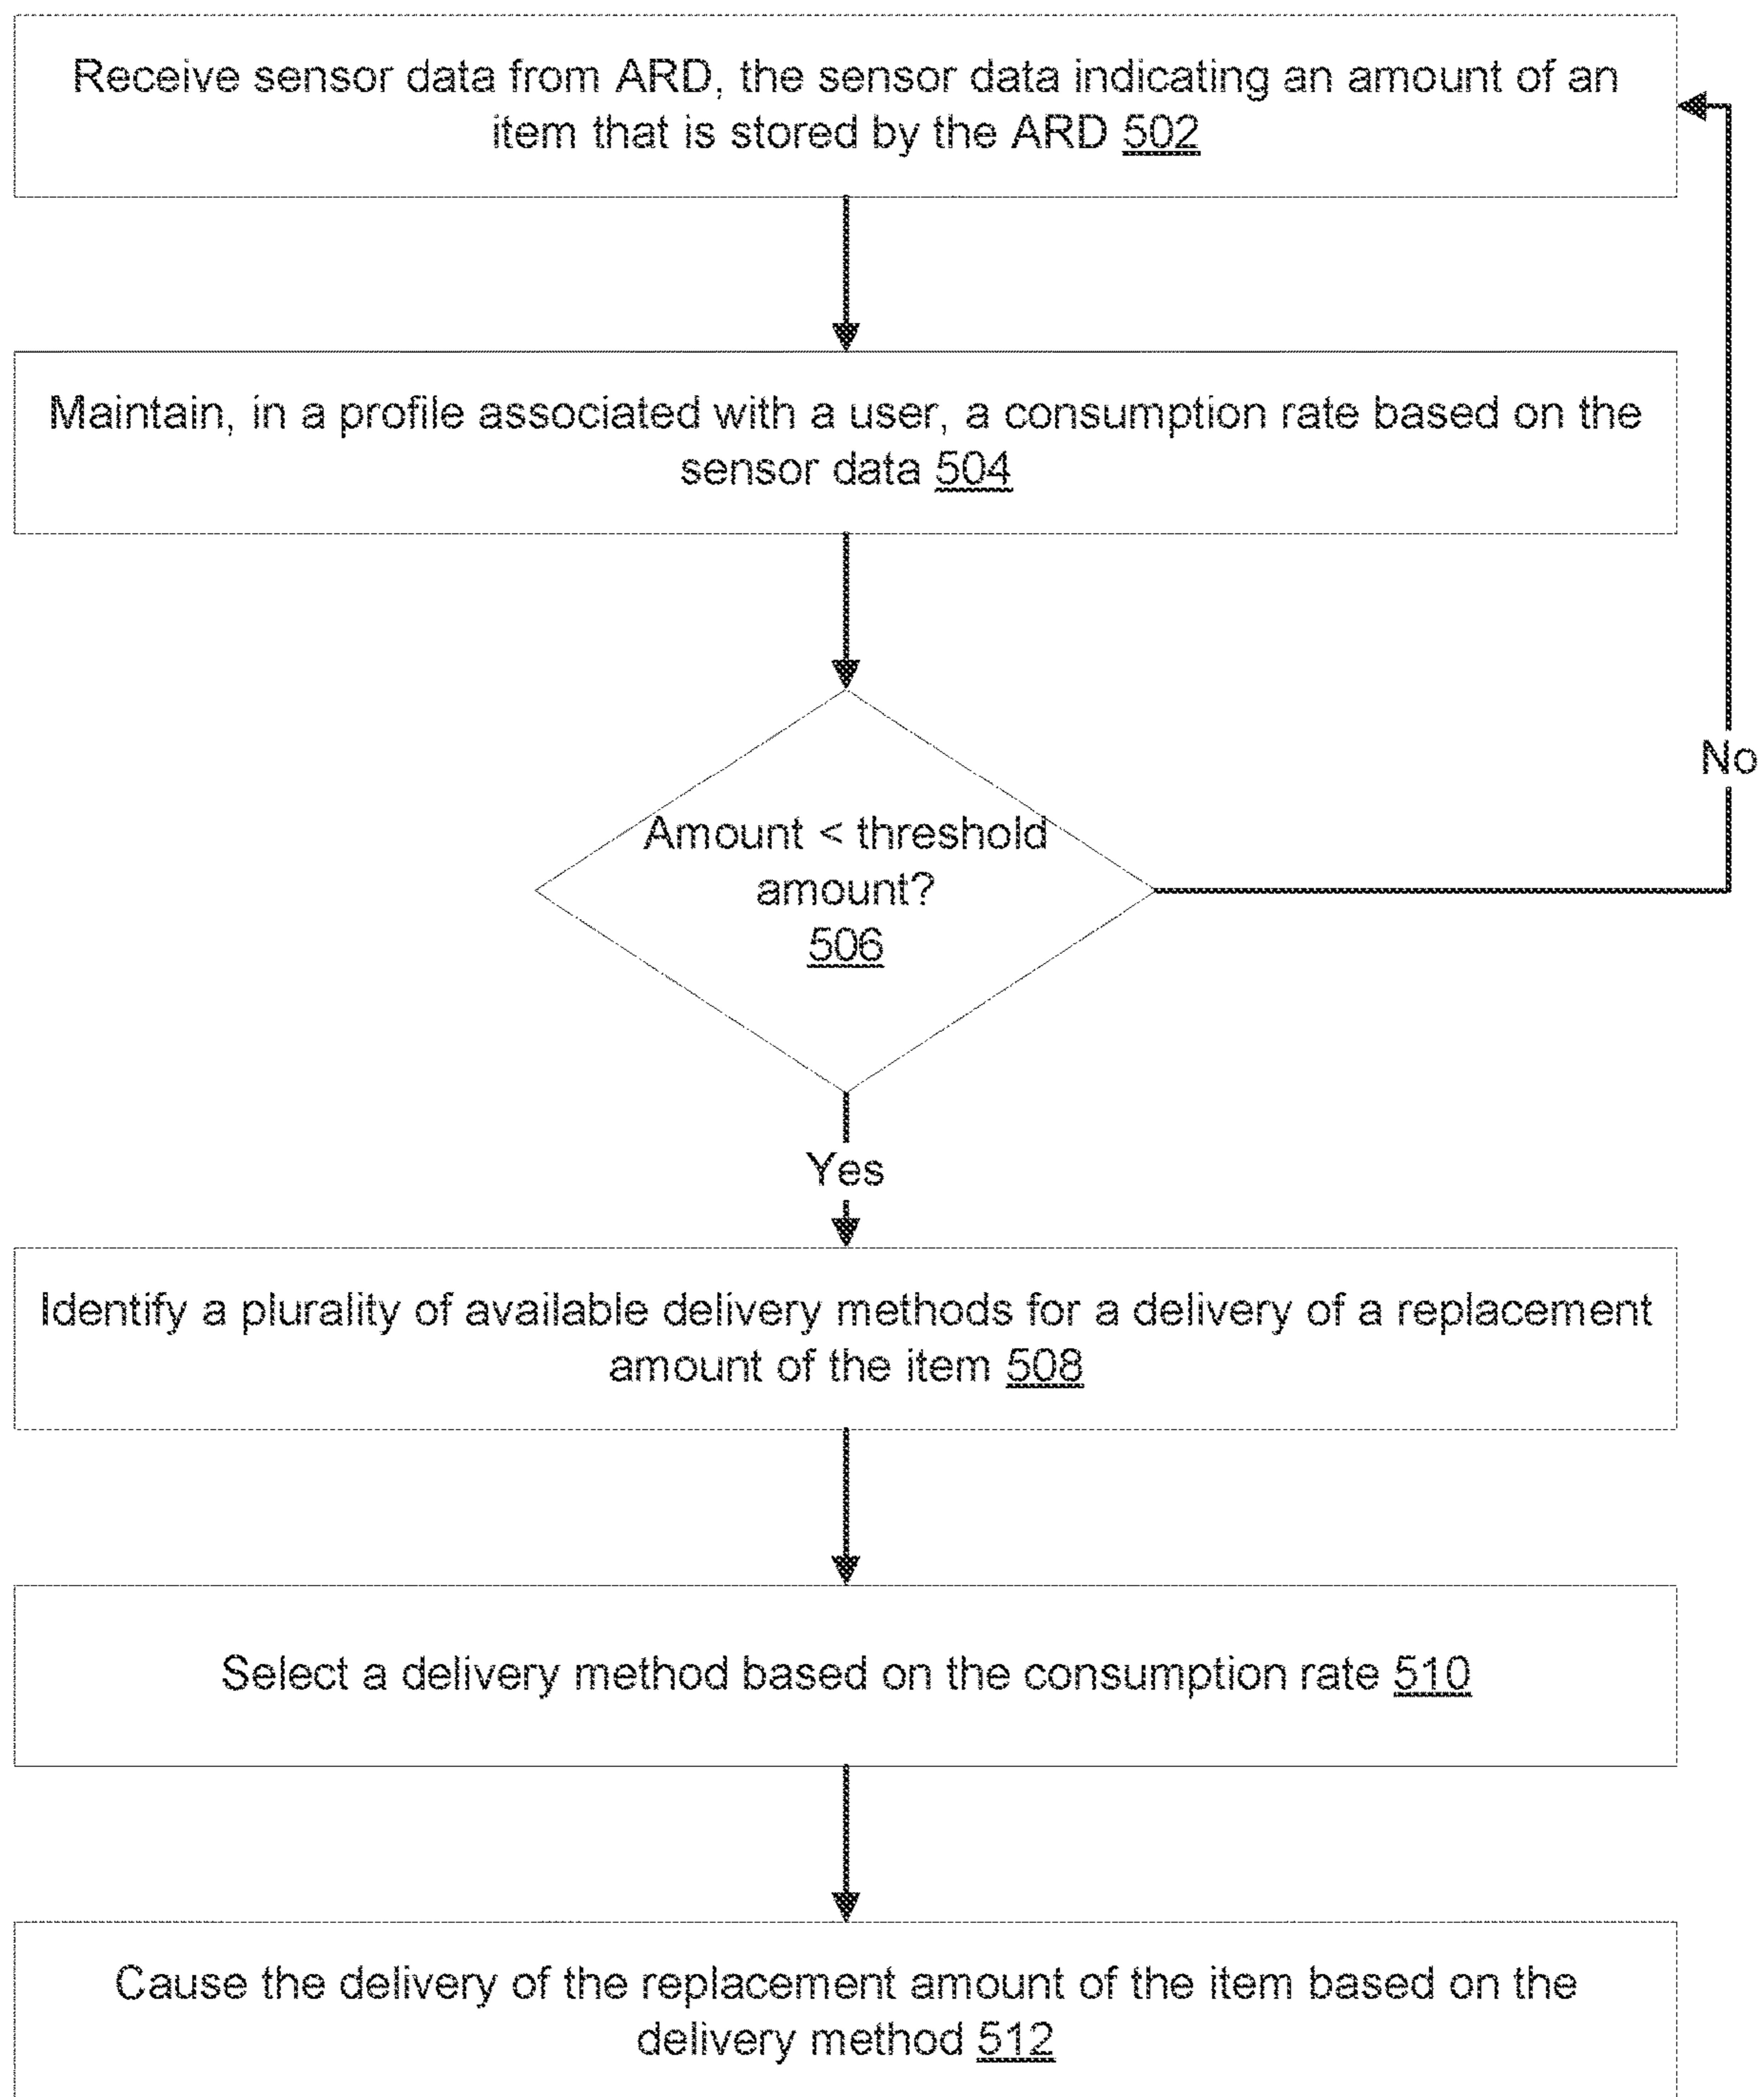 Receive sensor data from ARD, the sensor data indicating an amount of an
item that is stored by the ARD 502
Maintain, in a profile associated with a user, a consumption rate based on the
sensor data 504
No
Amount < threshold
amount?
506
Yes
Identify a plurality of available delivery methods for a delivery of a replacement
amount of the item 508
Select a delivery method based on the consumption rate 510
Cause the delivery of the replacement amount of the item based on the
delivery method 512